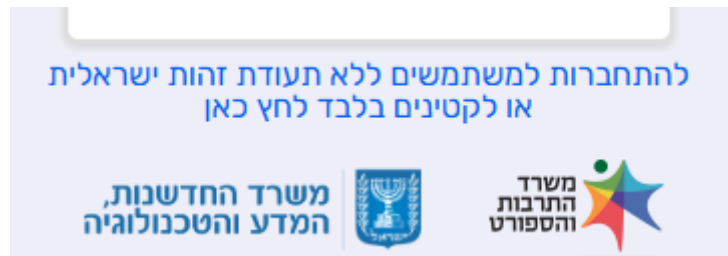 להתחברות למשתמשים ללא תעודת זהות ישראלית
או לקטינים בלבד לחץ כאן
משרד
התרבות
והספורט
משרד החדשנות,
המדע והטכנולוגיה